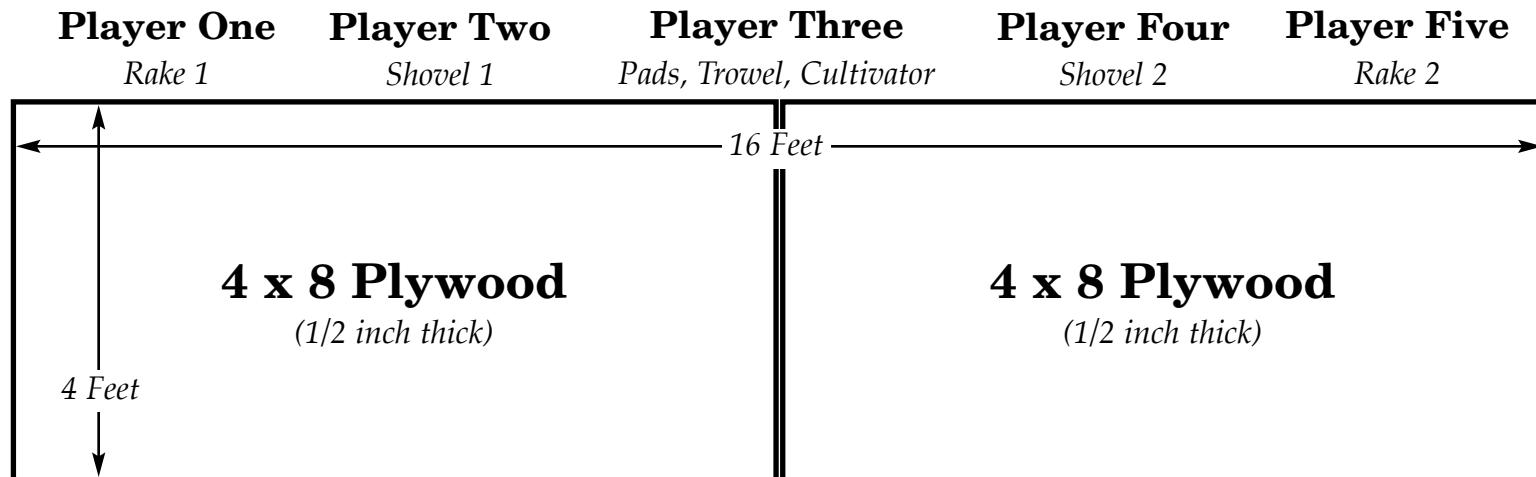 Player One Player Two Player Three Player Four Player Five
Rake 1 Shovel 1 Pads, Trowel, Cultivator Shovel 2 Rake 2
16 Feet
4 x 8 Plywood 4 x 8 Plywood
(1/2 inch thick) (1/2 inch thick)
4 Feet